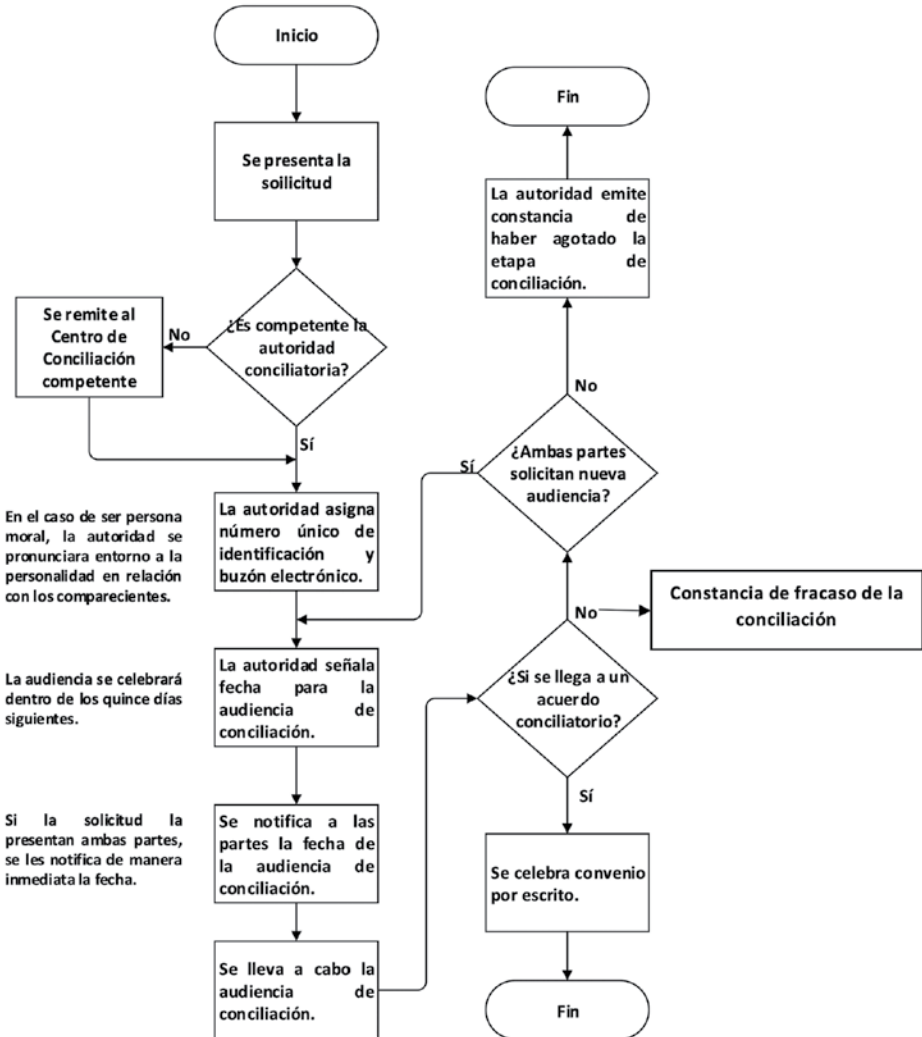 Inicio
Se presenta la
soilicitud
¿Es competente la
autoridad
conciliatoria?
No
Se remite al
Centro de
Conciliación
competente
Sí
En el caso de ser persona
moral, la autoridad se
pronunciara entorno a la
personalidad en relación
con los comparecientes.
La autoridad asigna
número único de
identificación y
buzón electrónico.
La audiencia se celebrará
dentro de los quince días
siguientes.
La autoridad señala
fecha para la
audiencia de
conciliación.
Si la solicitud la
presentan ambas partes,
se les notifica de manera
inmediata la fecha.
Se notifica a las
partes la fecha de
la audiencia de
conciliación.
Se lleva a cabo la
audiencia de
conciliación.
Fin
La autoridad emite
constancia de
haber agotado la
etapa de
conciliación.
No
¿Ambas partes
solicitan nueva
audiencia?
Sí
No
Constancia de fracaso de la
conciliación
¿Si se llega a un
acuerdo
conciliatorio?
Sí
Se celebra convenio
por escrito.
Fin